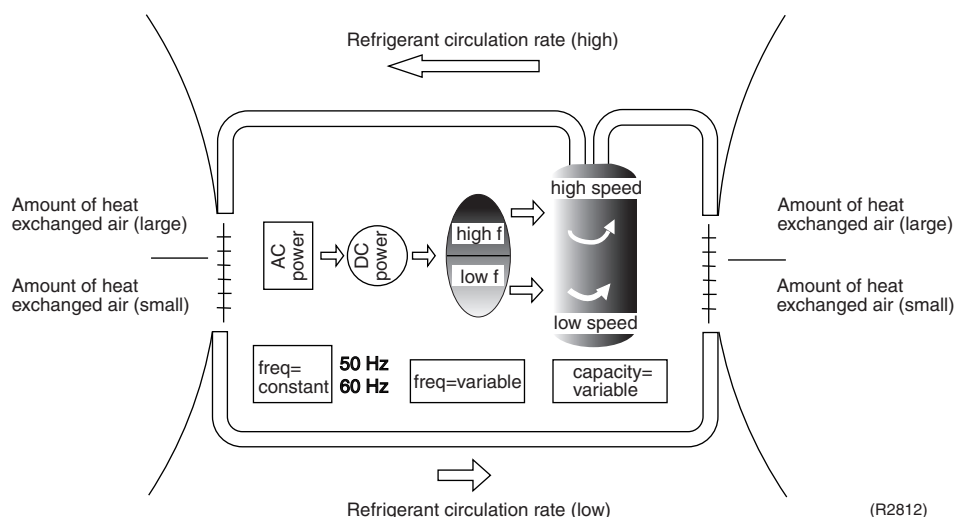 Refrigerant circulation rate (high)
Amount of heat
exchanged air (large)
Amount of heat
exchanged air (small)
AC
power
DC
power
high f
low f
high speed
low speed
Amount of heat
exchanged air (large)
Amount of heat
exchanged air (small)
freq=
constant
50 Hz
60 Hz
freq=variable
capacity=
variable
Refrigerant circulation rate (low)
(R2812)